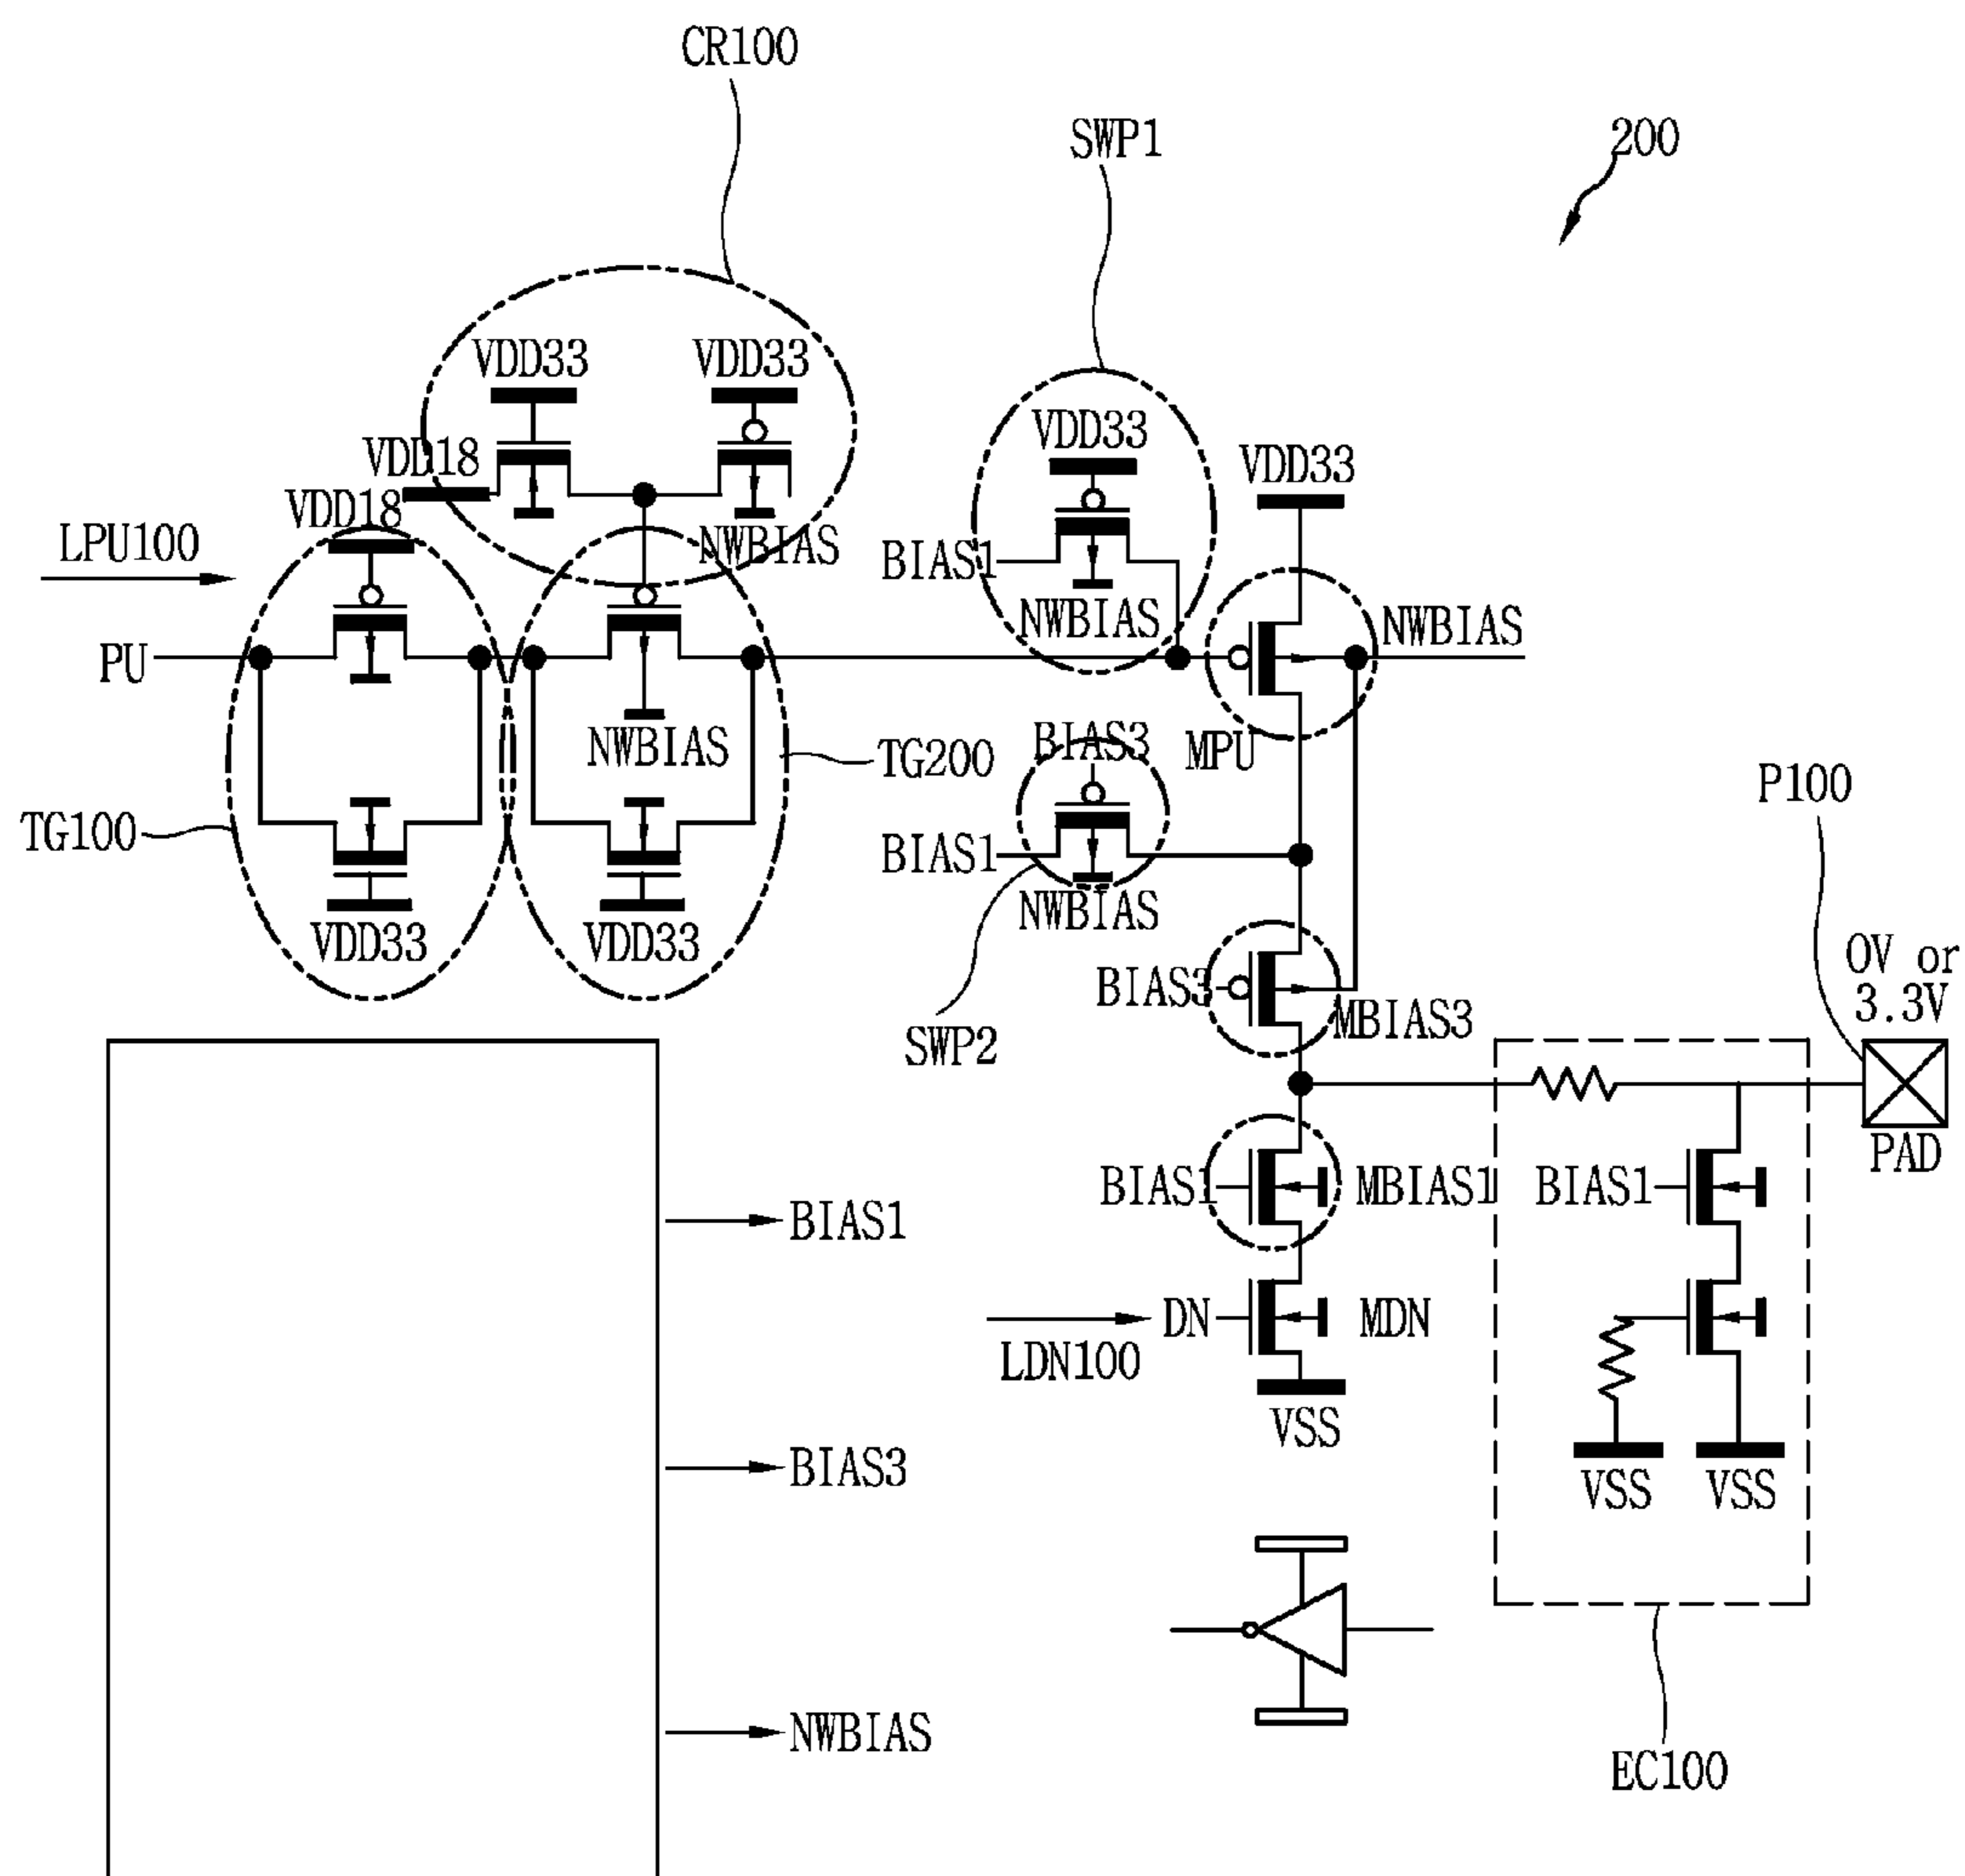 CR100
SWP1
200
VDD33
VDD33
VDD33
VDD33
VDD18
VDD18
LPU100
NWBIAS
BIAS1
NWBIAS
NWBIAS
PU
NWBIAS
TG200
BIAS3
MPU
P100
TG100
BIAS1
NWBIAS
VDD33
VDD33
0V or
3.3V
BIAS3
MBIAS3
SWP2
PAD
BIAS1
MBIAS1
BIAS1
BIAS1
DN
MDN
LDN100
VSS
BIAS3
VSS
VSS
NWBIAS
EC100